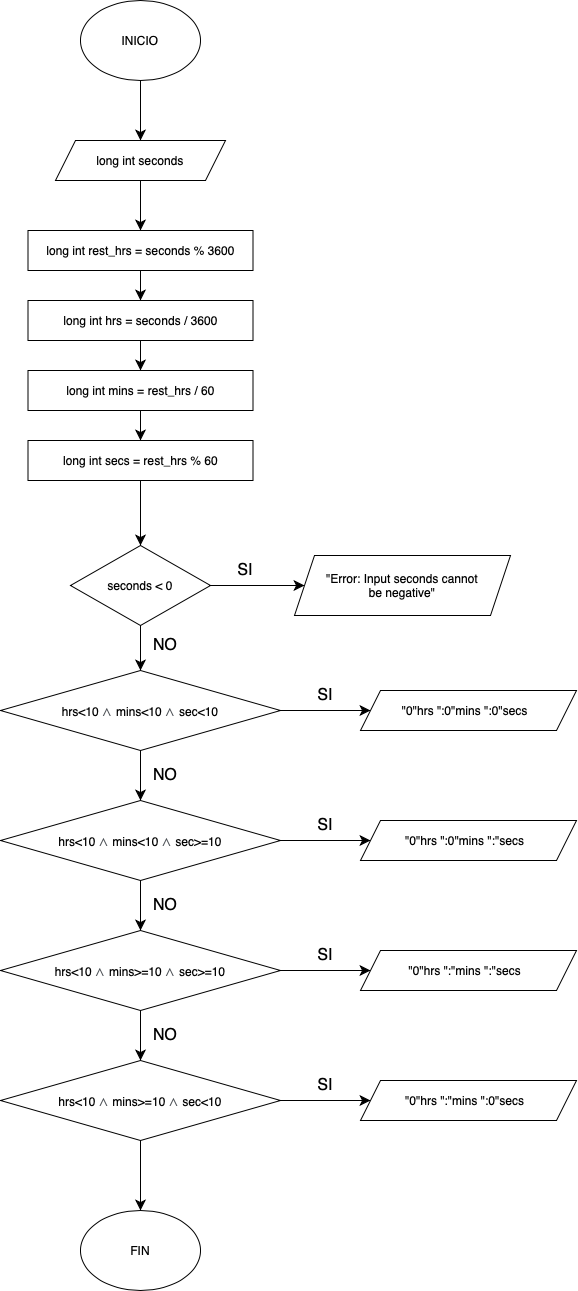 INICIO
long int seconds
long int rest_hrs = seconds % 3600
long int hrs = seconds / 3600
long int mins = rest_hrs / 60
long int secs = rest_hrs % 60
seconds < 0
SI
"Error: Input seconds cannot
be negative"
NO
hrs<10 ∧ mins<10 ∧ sec<10
SI
"0"hrs ":0"mins ":0"secs
NO
hrs<10 ∧ mins<10 ∧ sec>=10
SI
"0"hrs ":0"mins ":"secs
NO
hrs<10 ∧ mins>=10 ∧ sec>=10
SI
"0"hrs ":"mins ":"secs
NO
hrs<10 ∧ mins>=10 ∧ sec<10
SI
"0"hrs ":"mins ":0"secs
FIN